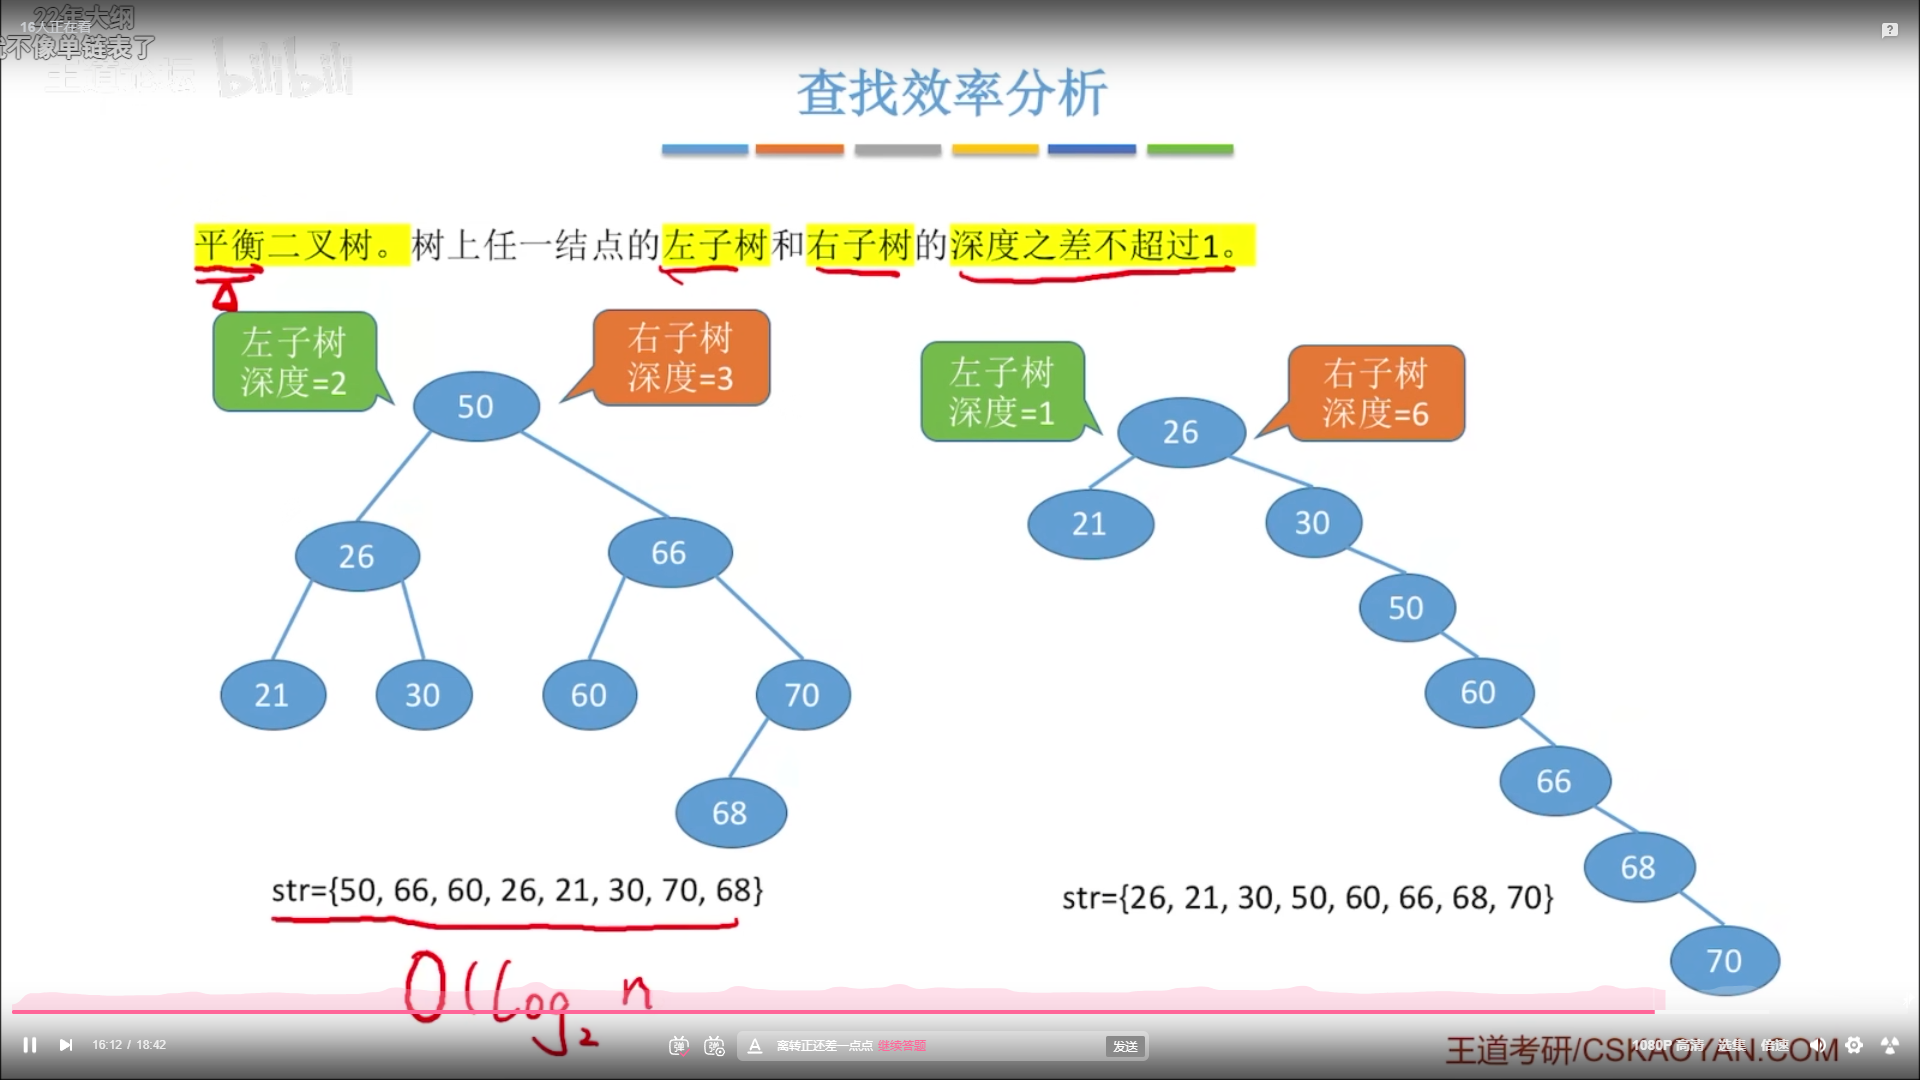 22年大纲
16人正在看
就不像单链表了
王道论坛 bilibili
查找效率分析
平衡二叉树。树上任一结点的左子树和右子树的深度之差不超过1。
左子树
深度=2
右子树
深度=3
50
26
66
21
30
60
70
68
str={50, 66, 60, 26, 21, 30, 70, 68}
O(log₂ n
左子树
深度=1
右子树
深度=6
26
21
30
50
60
66
68
70
str={26, 21, 30, 50, 60, 66, 68, 70}
16:12 / 18:42
弹
弹
A 离转正还差一点点 继续答题
发送
王道考研/CSKAOYAN.COM
1080P 高清
选集
倍速